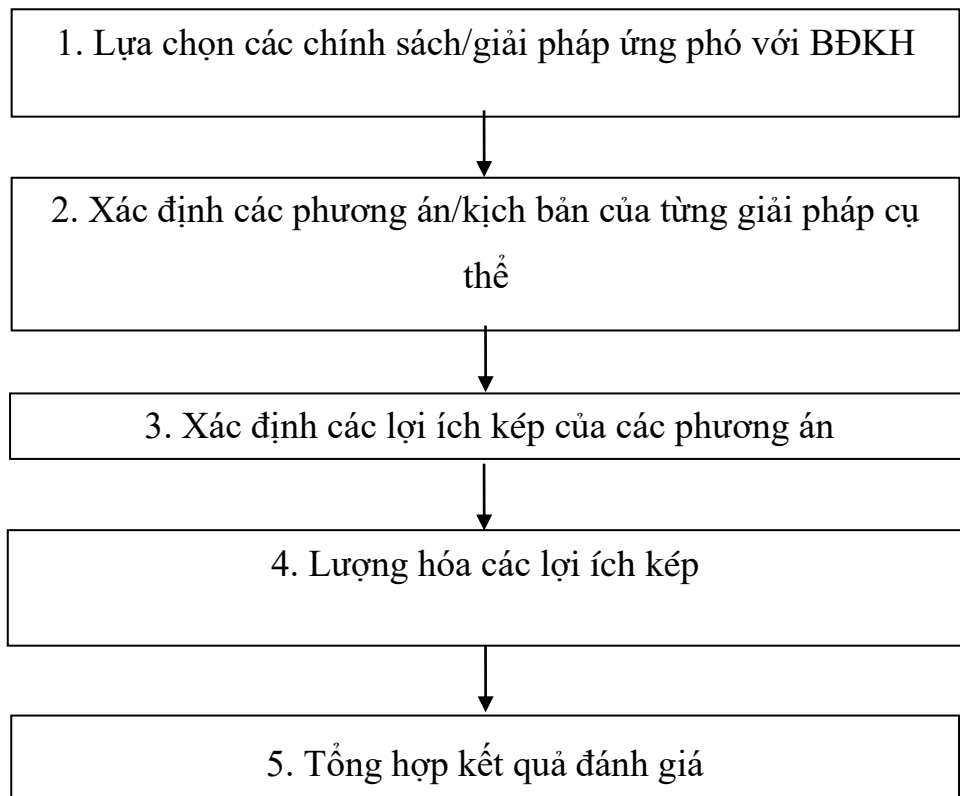 1. Lựa chọn các chính sách/giải pháp ứng phó với BĐKH
2. Xác định các phương án/kịch bản của từng giải pháp cụ
thể
3. Xác định các lợi ích kép của các phương án
4. Lượng hóa các lợi ích kép
5. Tổng hợp kết quả đánh giá